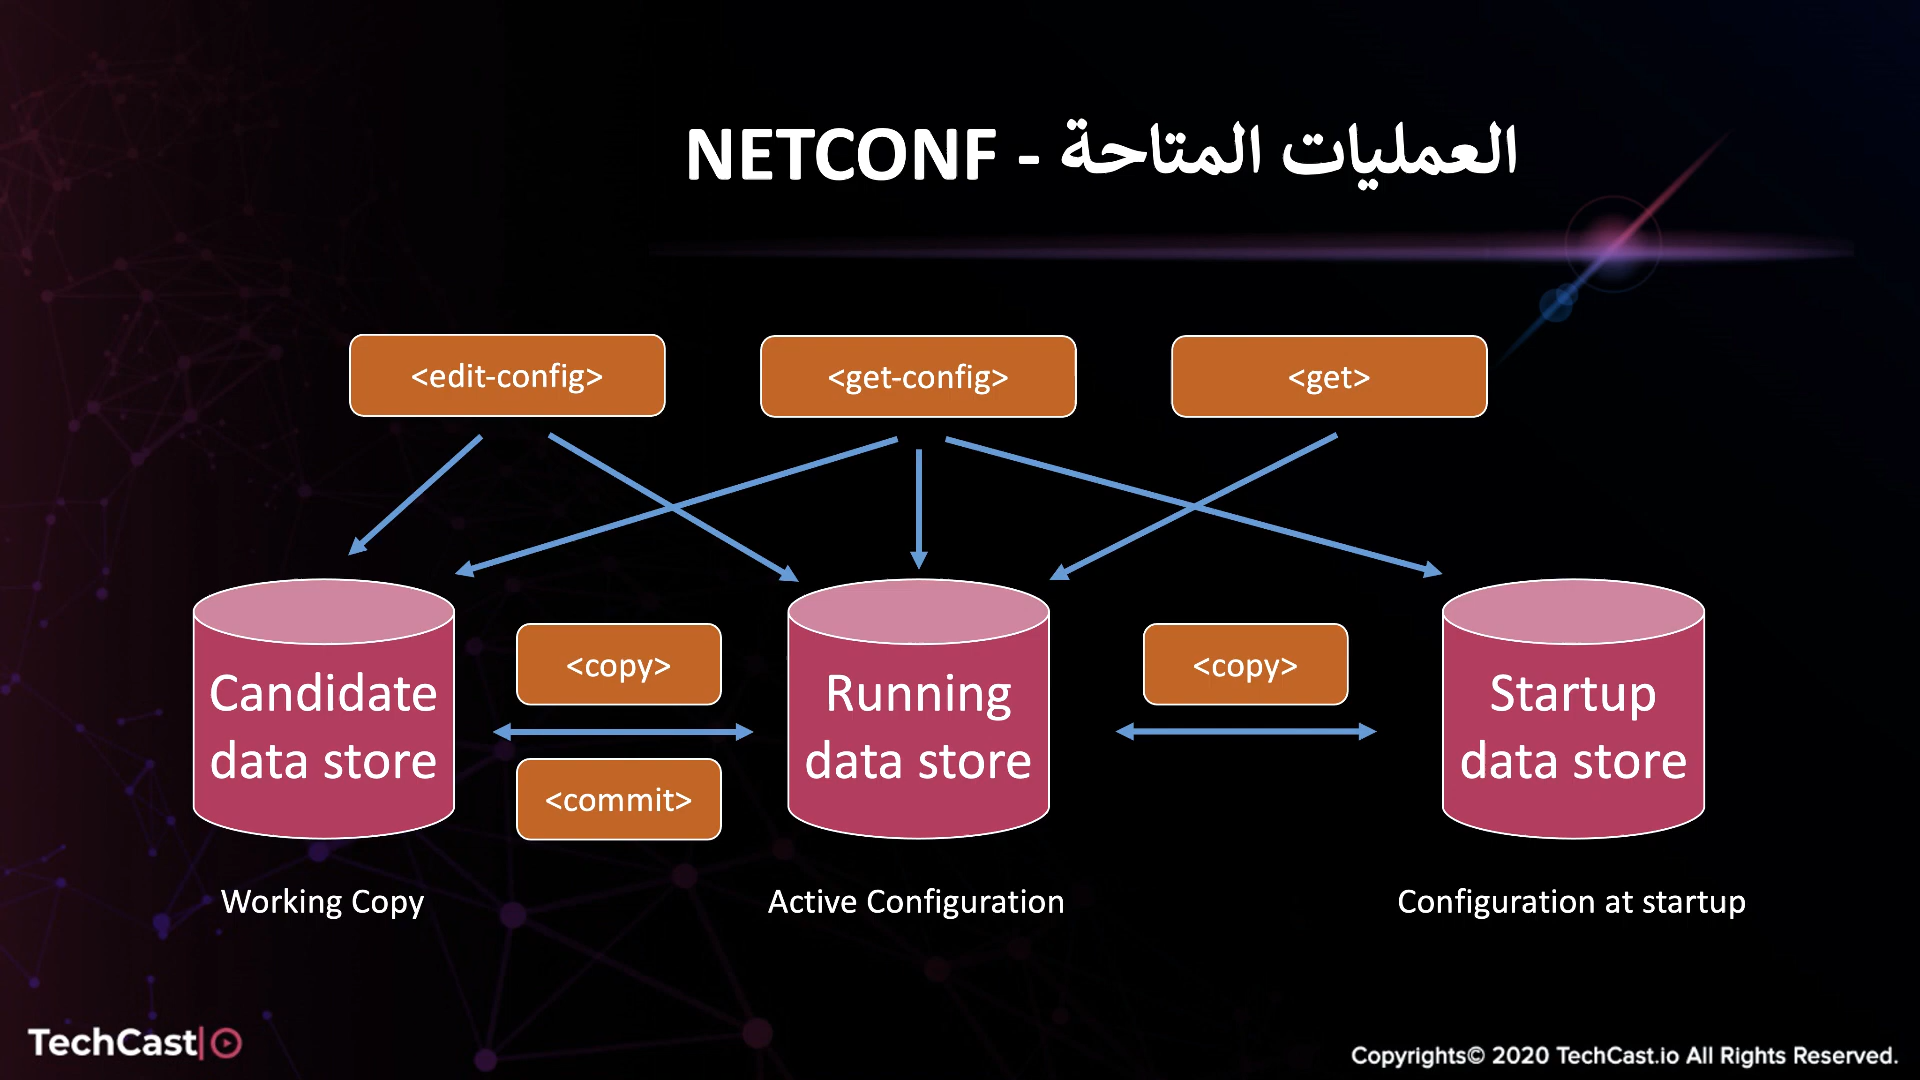 العمليات المتاحة - NETCONF
<edit-config>
<get-config>
<get>
Candidate
data store
<copy>
<commit>
Running
data store
<copy>
Startup
data store
Working Copy
Active Configuration
Configuration at startup
TechCast
Copyrights© 2020 TechCast.io All Rights Reserved.